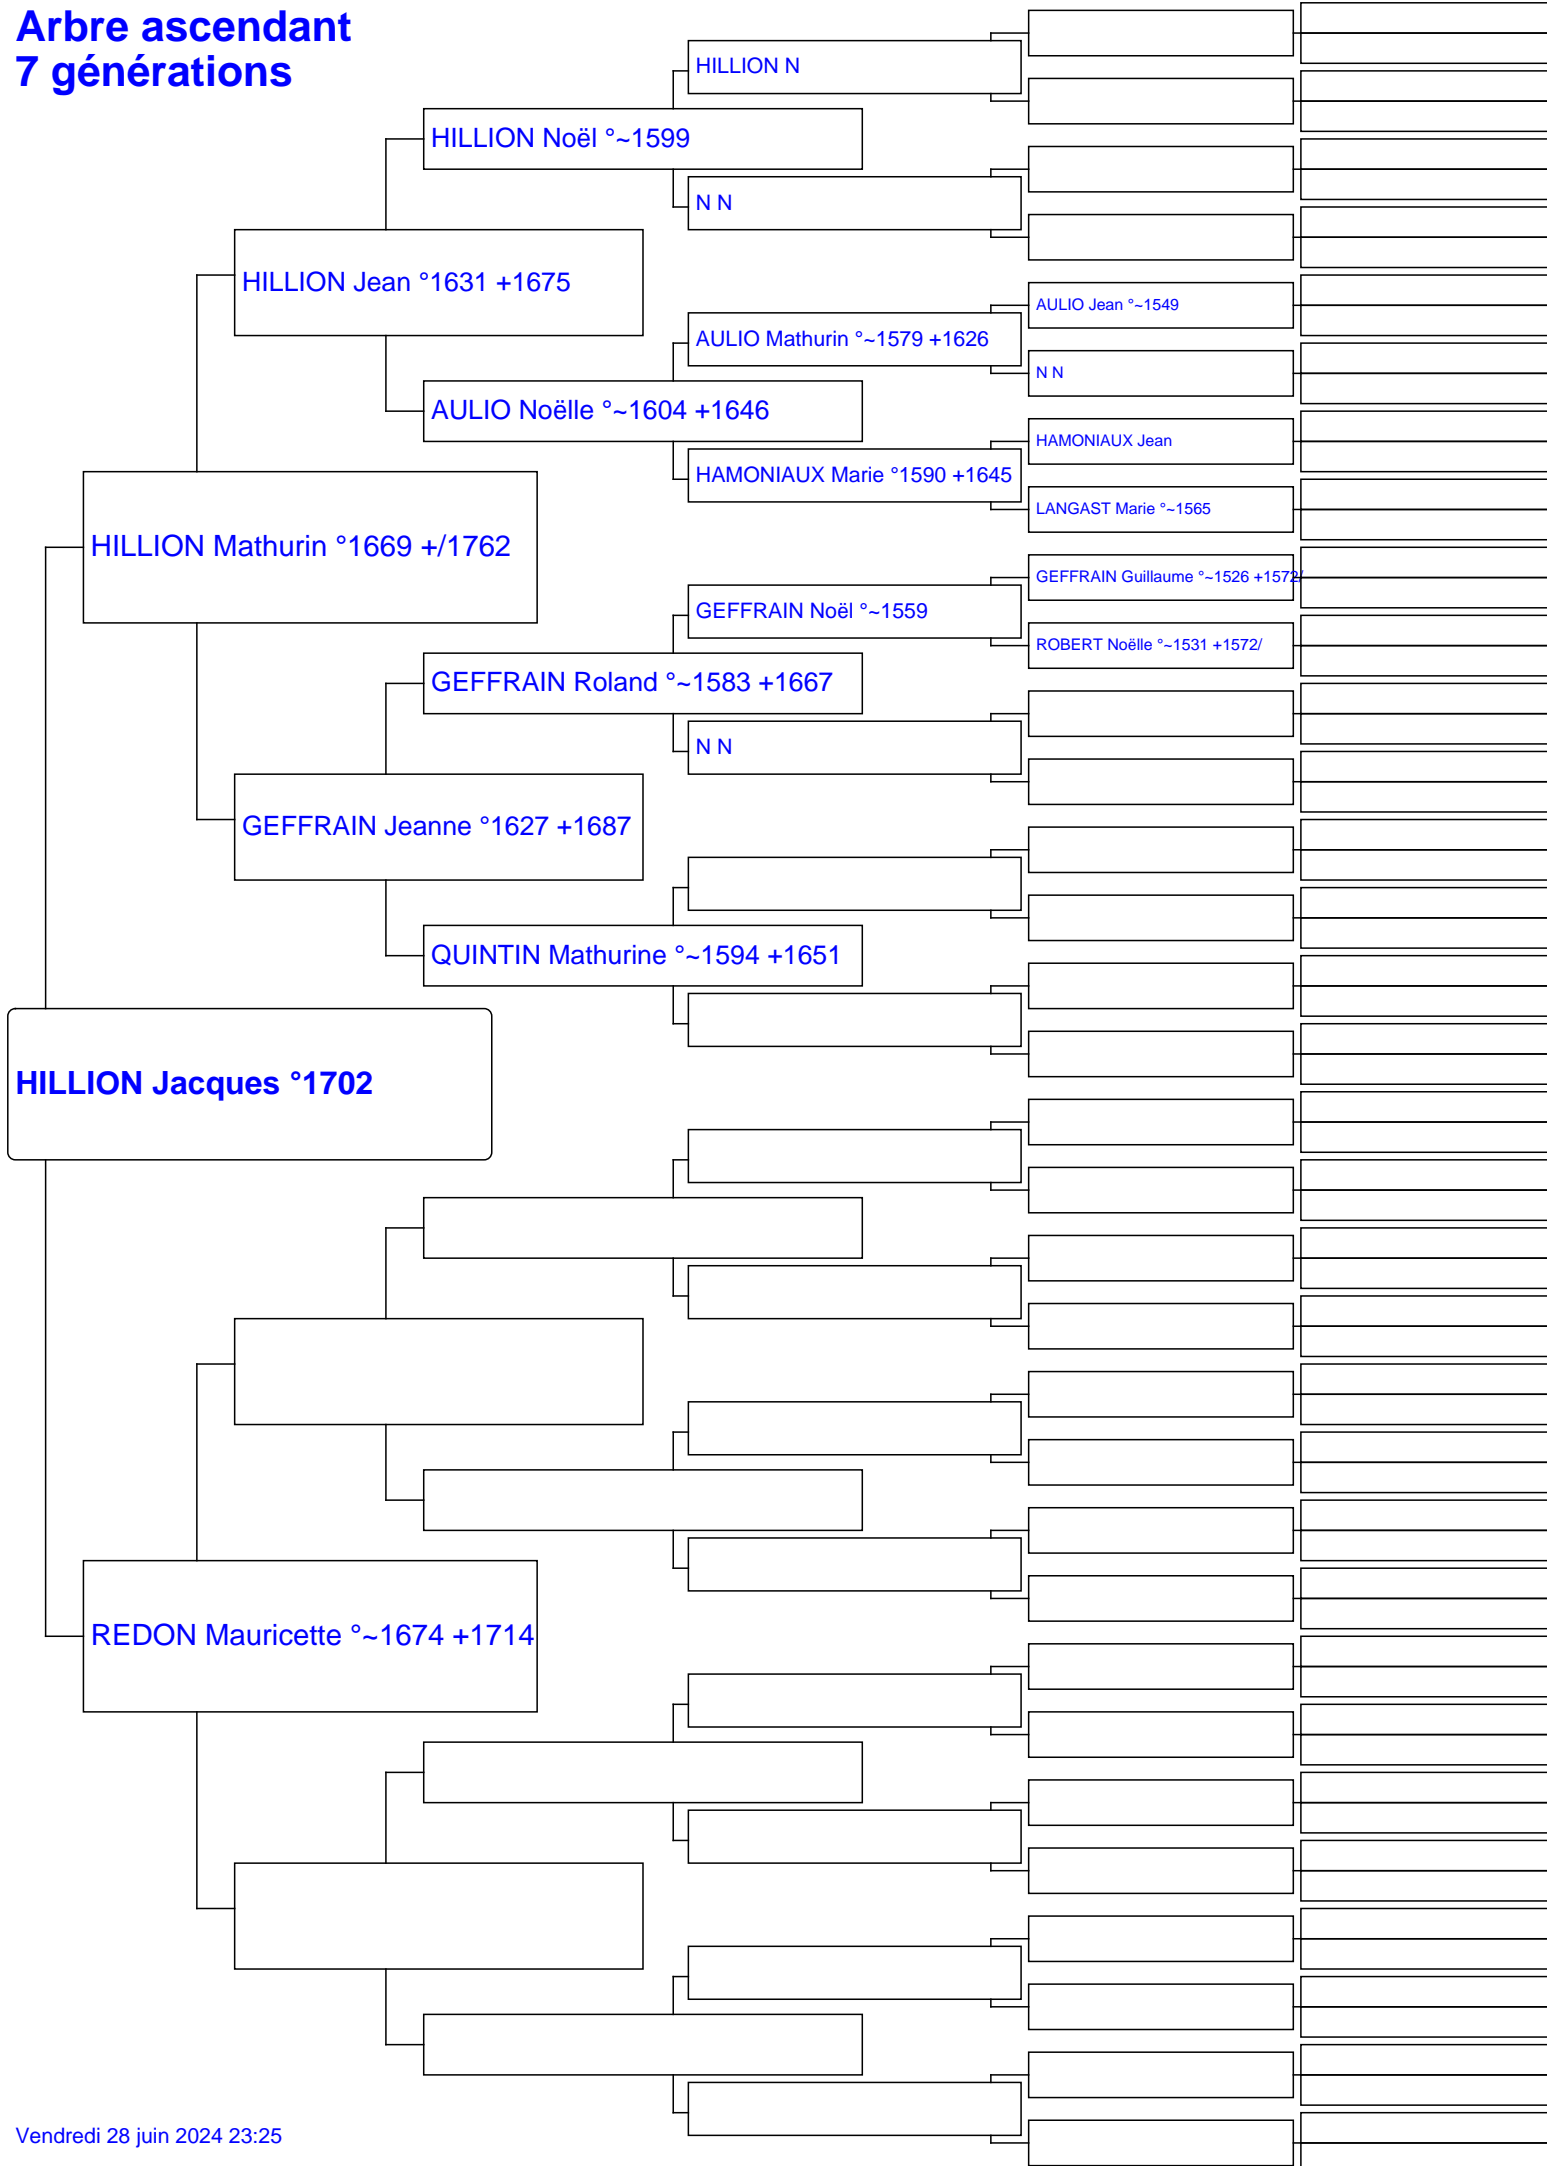 Arbre ascendant
7 générations
HILLION N
HILLION Noël °~1599
N N
HILLION Jean °1631 +1675
AULIO Jean °~1549
AULIO Mathurin °~1579 +1626
N N
AULIO Noëlle °~1604 +1646
HAMONIAUX Jean
HAMONIAUX Marie °1590 +1645
LANGAST Marie °~1565
HILLION Mathurin °1669 +/1762
GEFFRAIN Guillaume °~1526 +1572/
GEFFRAIN Noël °~1559
ROBERT Noëlle °~1531 +1572/
GEFFRAIN Roland °~1583 +1667
N N
GEFFRAIN Jeanne °1627 +1687
QUINTIN Mathurine °~1594 +1651
HILLION Jacques °1702
REDON Mauricette °~1674 +1714
Vendredi 28 juin 2024 23:25